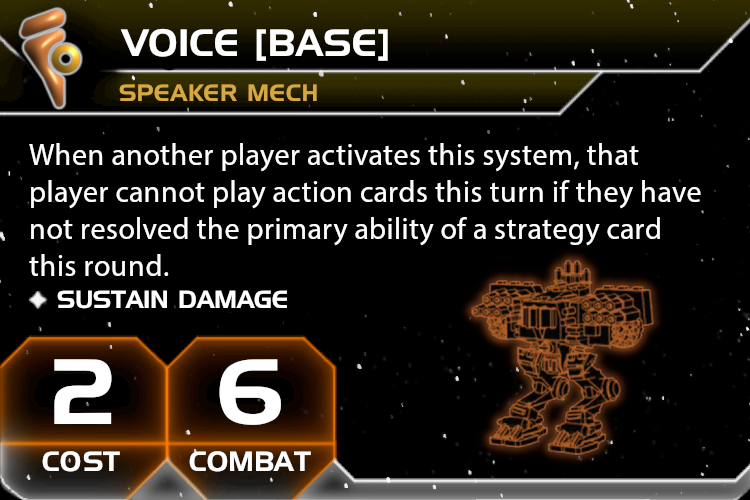 VOICE [BASE]
SPEAKER MECH
When another player activates this system, that
player cannot play action cards this turn if they have
not resolved the primary ability of a strategy card
this round.
SUSTAIN DAMAGE
2 6
COST COMBAT